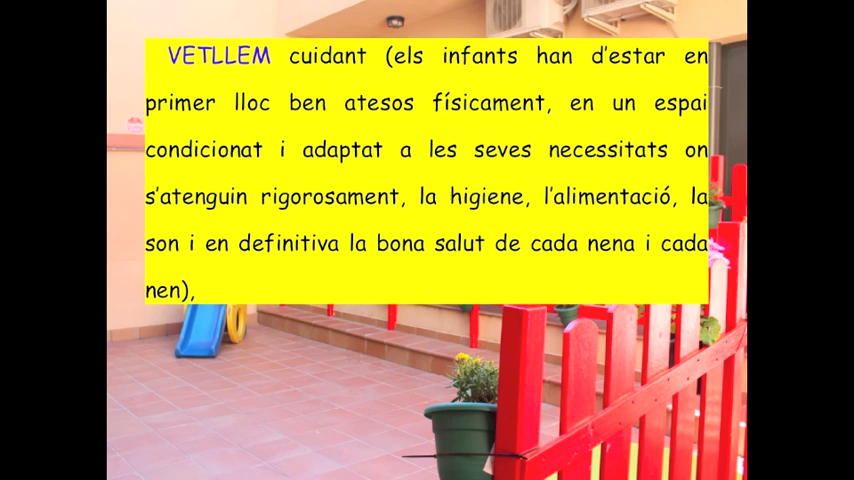 VETLLEM cuidant (els infants han d'estar en
primer lloc ben atesos físicament, en un espai
condicionat i adaptat a les seves necessitats on
s'atenguin rigorosament, la higiene, l'alimentació, la
son i en definitiva la bona salut de cada nena i cada
nen),